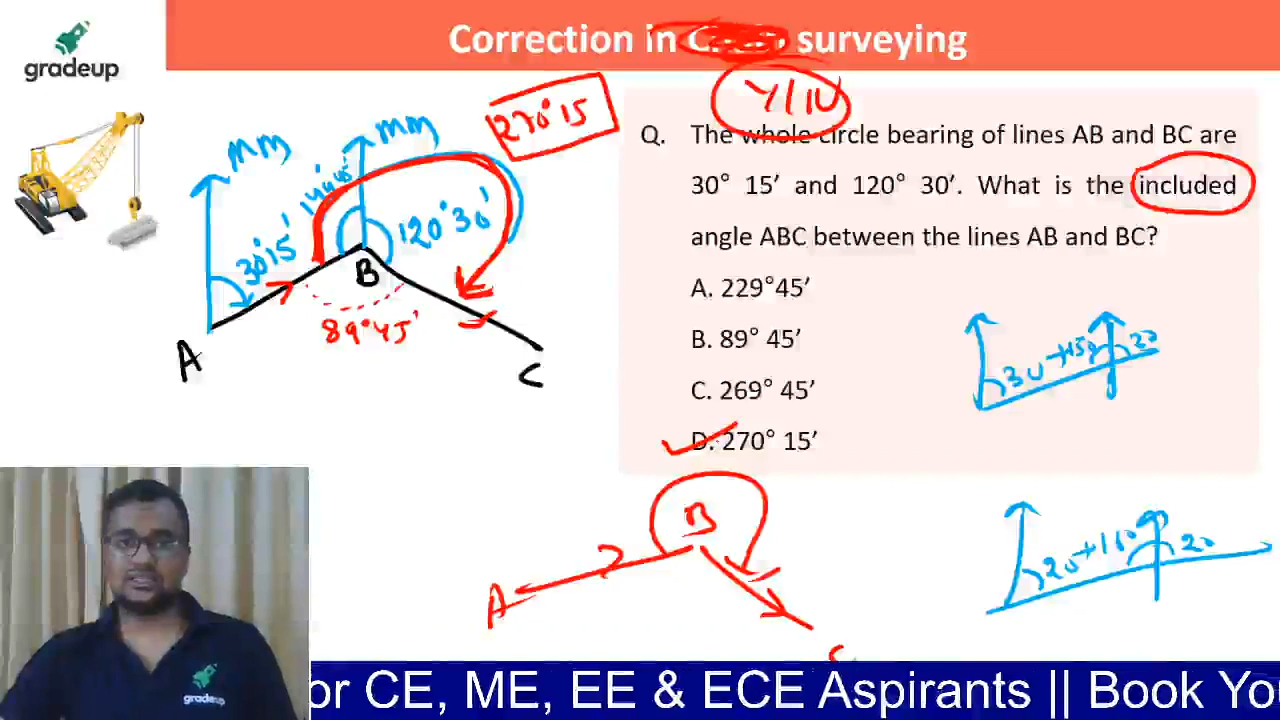 Correction in surveying
gradeup
Y/N
270°15
Q. The whole circle bearing of lines AB and BC are
30° 15′ and 120° 30′. What is the included
angle ABC between the lines AB and BC?
A. 229°45′
B. 89° 45′
C. 269° 45′
D. 270° 15′
mm
mm
30°15′
120°30′
B
89°45′
A
C
20
B
A
20
gradeup
or CE, ME, EE & ECE Aspirants || Book Yo